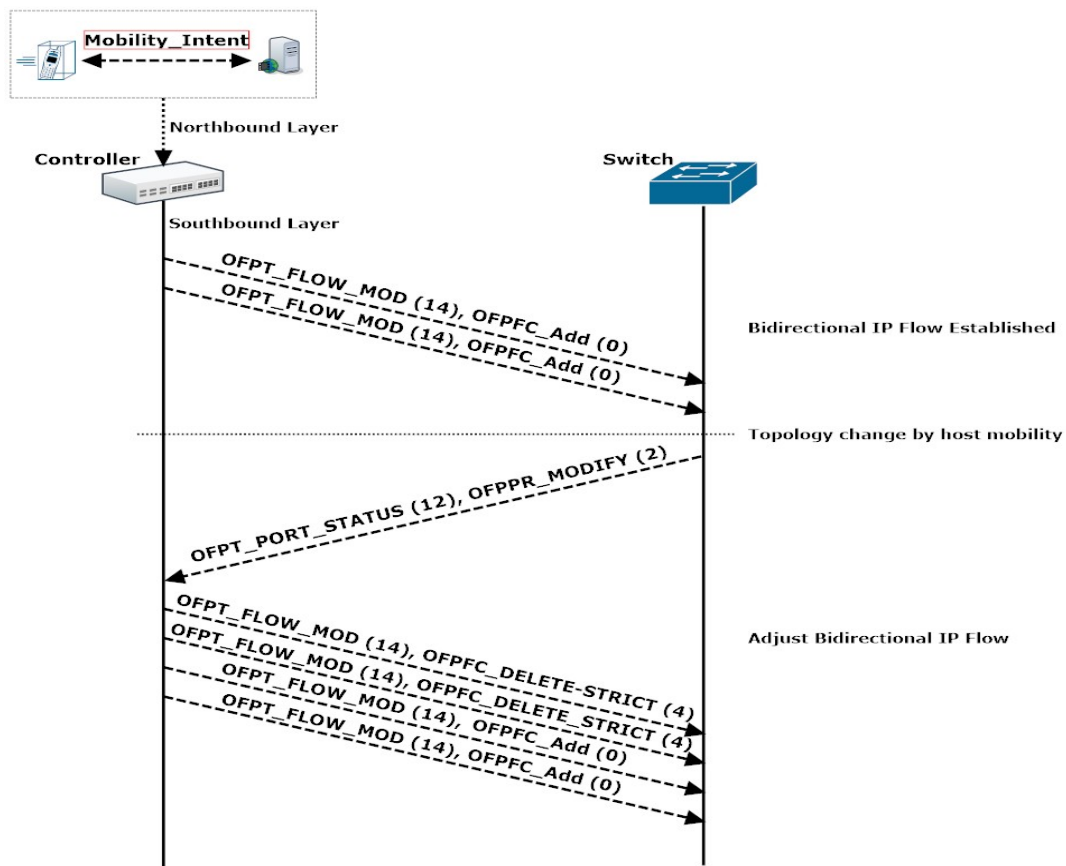 Mobility_Intent
Northbound Layer
Controller
Switch
Southbound Layer
OFPT_FLOW_MOD (14), OFPFC_Add (0)
OFPT_FLOW_MOD (14), OFPFC_Add (0)
Bidirectional IP Flow Established
Topology change by host mobility
OFPT_PORT_STATUS (12), OFPPR_MODIFY (2)
OFPT_FLOW_MOD (14), OFPFC_DELETE-STRICT (4)
Adjust Bidirectional IP Flow
OFPT_FLOW_MOD (14), OFPFC_DELETE_STRICT (4)
OFPT_FLOW_MOD (14), OFPFC_Add (0)
OFPT_FLOW_MOD (14), OFPFC_Add (0)